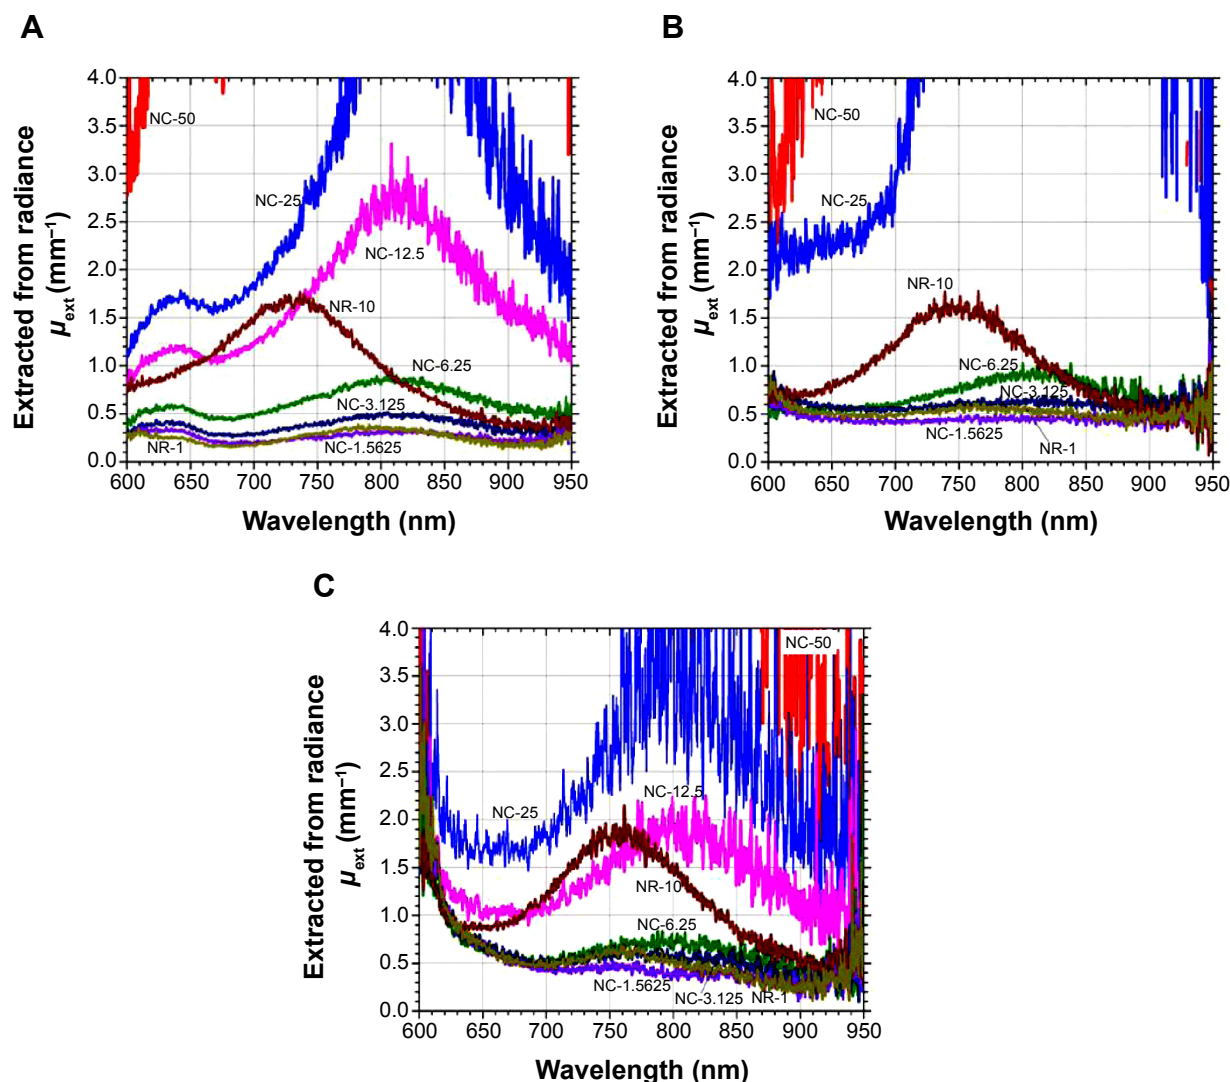 A
Extracted from radiance
μext (mm−1)
4.0
3.5
3.0
2.5
2.0
1.5
1.0
0.5
0.0
NC-50
NC-25
NC-12.5
NR-10
NC-6.25
NC-3.125
NR-1
NC-1.5625
600 650 700 750 800 850 900 950
Wavelength (nm)
B
Extracted from radiance
μext (mm−1)
4.0
3.5
3.0
2.5
2.0
1.5
1.0
0.5
0.0
NC-50
NC-25
NR-10
NC-6.25
NC-3.125
NC-1.5625
NR-1
600 650 700 750 800 850 900 950
Wavelength (nm)
C
Extracted from radiance
μext (mm−1)
4.0
3.5
3.0
2.5
2.0
1.5
1.0
0.5
0.0
NC-50
NC-25
NC-12.5
NR-10
NC-6.25
NC-1.5625
NC-3.125
NR-1
600 650 700 750 800 850 900 950
Wavelength (nm)